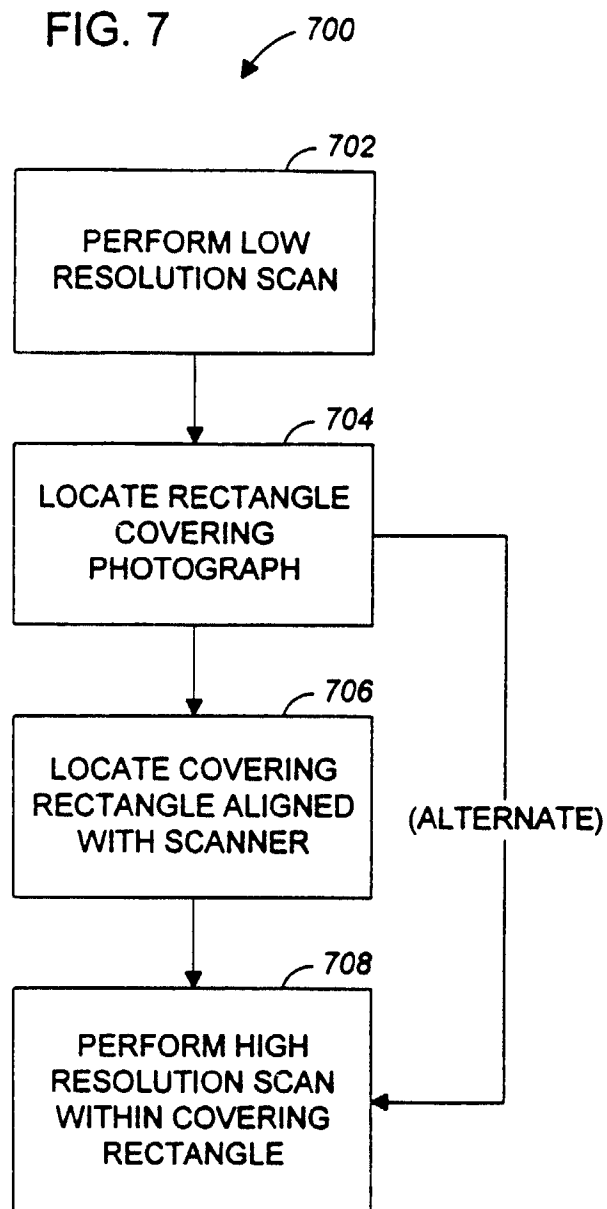 FIG. 7
700
702
PERFORM LOW
RESOLUTION SCAN
704
LOCATE RECTANGLE
COVERING
PHOTOGRAPH
706
LOCATE COVERING
RECTANGLE ALIGNED
WITH SCANNER
(ALTERNATE)
708
PERFORM HIGH
RESOLUTION SCAN
WITHIN COVERING
RECTANGLE